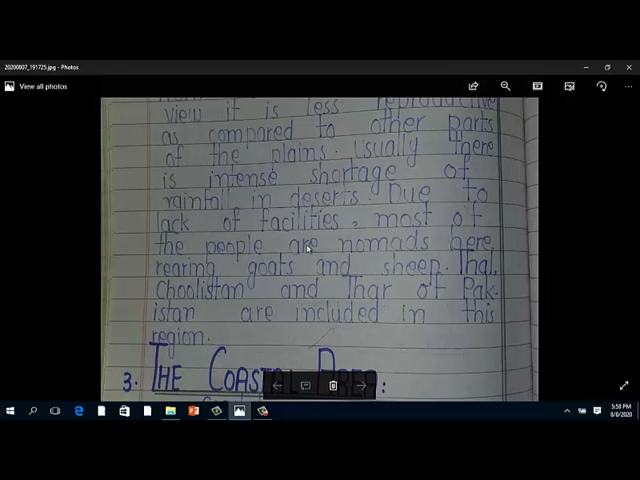 20200807_191725.jpg - Photos
View all photos
view it is less reproductive
as compared to other parts
of the plains. Usually there
is intense shortage of
rainfall in deserts. Due to
lack of facilities, most of
the people are nomads here,
rearing goats and sheep. Thal,
Choolistan and Thar of Pak-
istan are included in this
region.
3. THE COASTAL AREA:
5:50 PM
8/8/2020